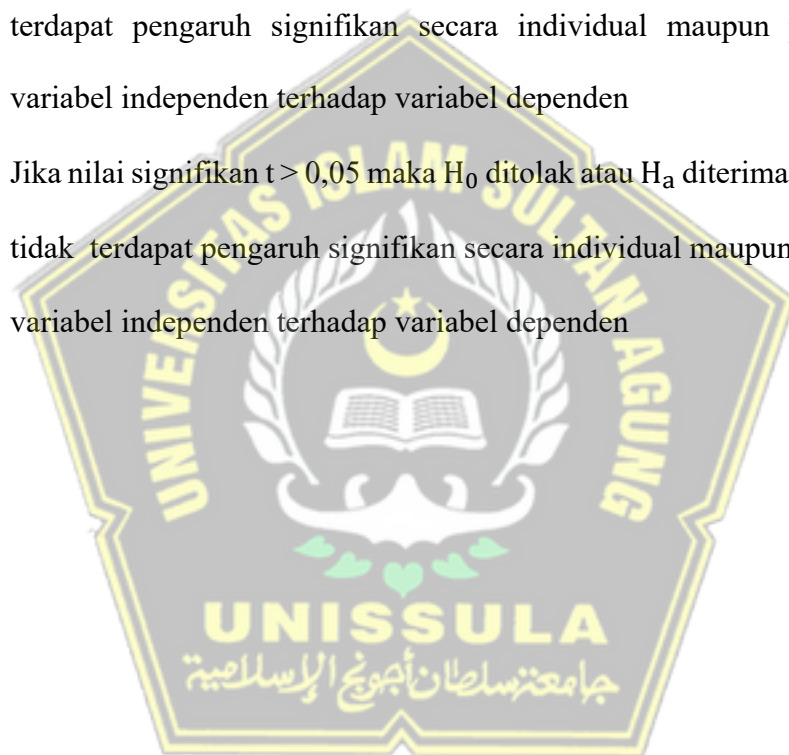 terdapat pengaruh signifikan secara individual maupun
variabel independen terhadap variabel dependen
Jika nilai signifikan t > 0,05 maka H₀ ditolak atau Hₐ diterima
tidak terdapat pengaruh signifikan secara individual maupun
variabel independen terhadap variabel dependen
UNIVERSITAS ISLAM SULTAN AGUNG
UNISSULA
جامعة سلطان أجونج الإسلامية